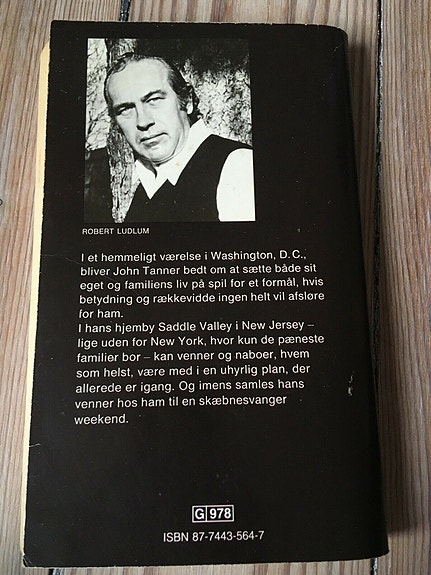 ROBERT LUDLUM
I et hemmeligt værelse i Washington, D.C.,
bliver John Tanner bedt om at sætte både sit
eget og familiens liv på spil for et formål, hvis
betydning og rækkevidde ingen helt vil afsløre
for ham.
I hans hjemby Saddle Valley i New Jersey –
lige uden for New York, hvor kun de pæneste
familier bor – kan venner og naboer, hvem
som helst, være med i en uhyrlig plan, der
allerede er igang. Og imens samles hans
venner hos ham til en skæbnesvanger
weekend.
G 978
ISBN 87-7443-564-7